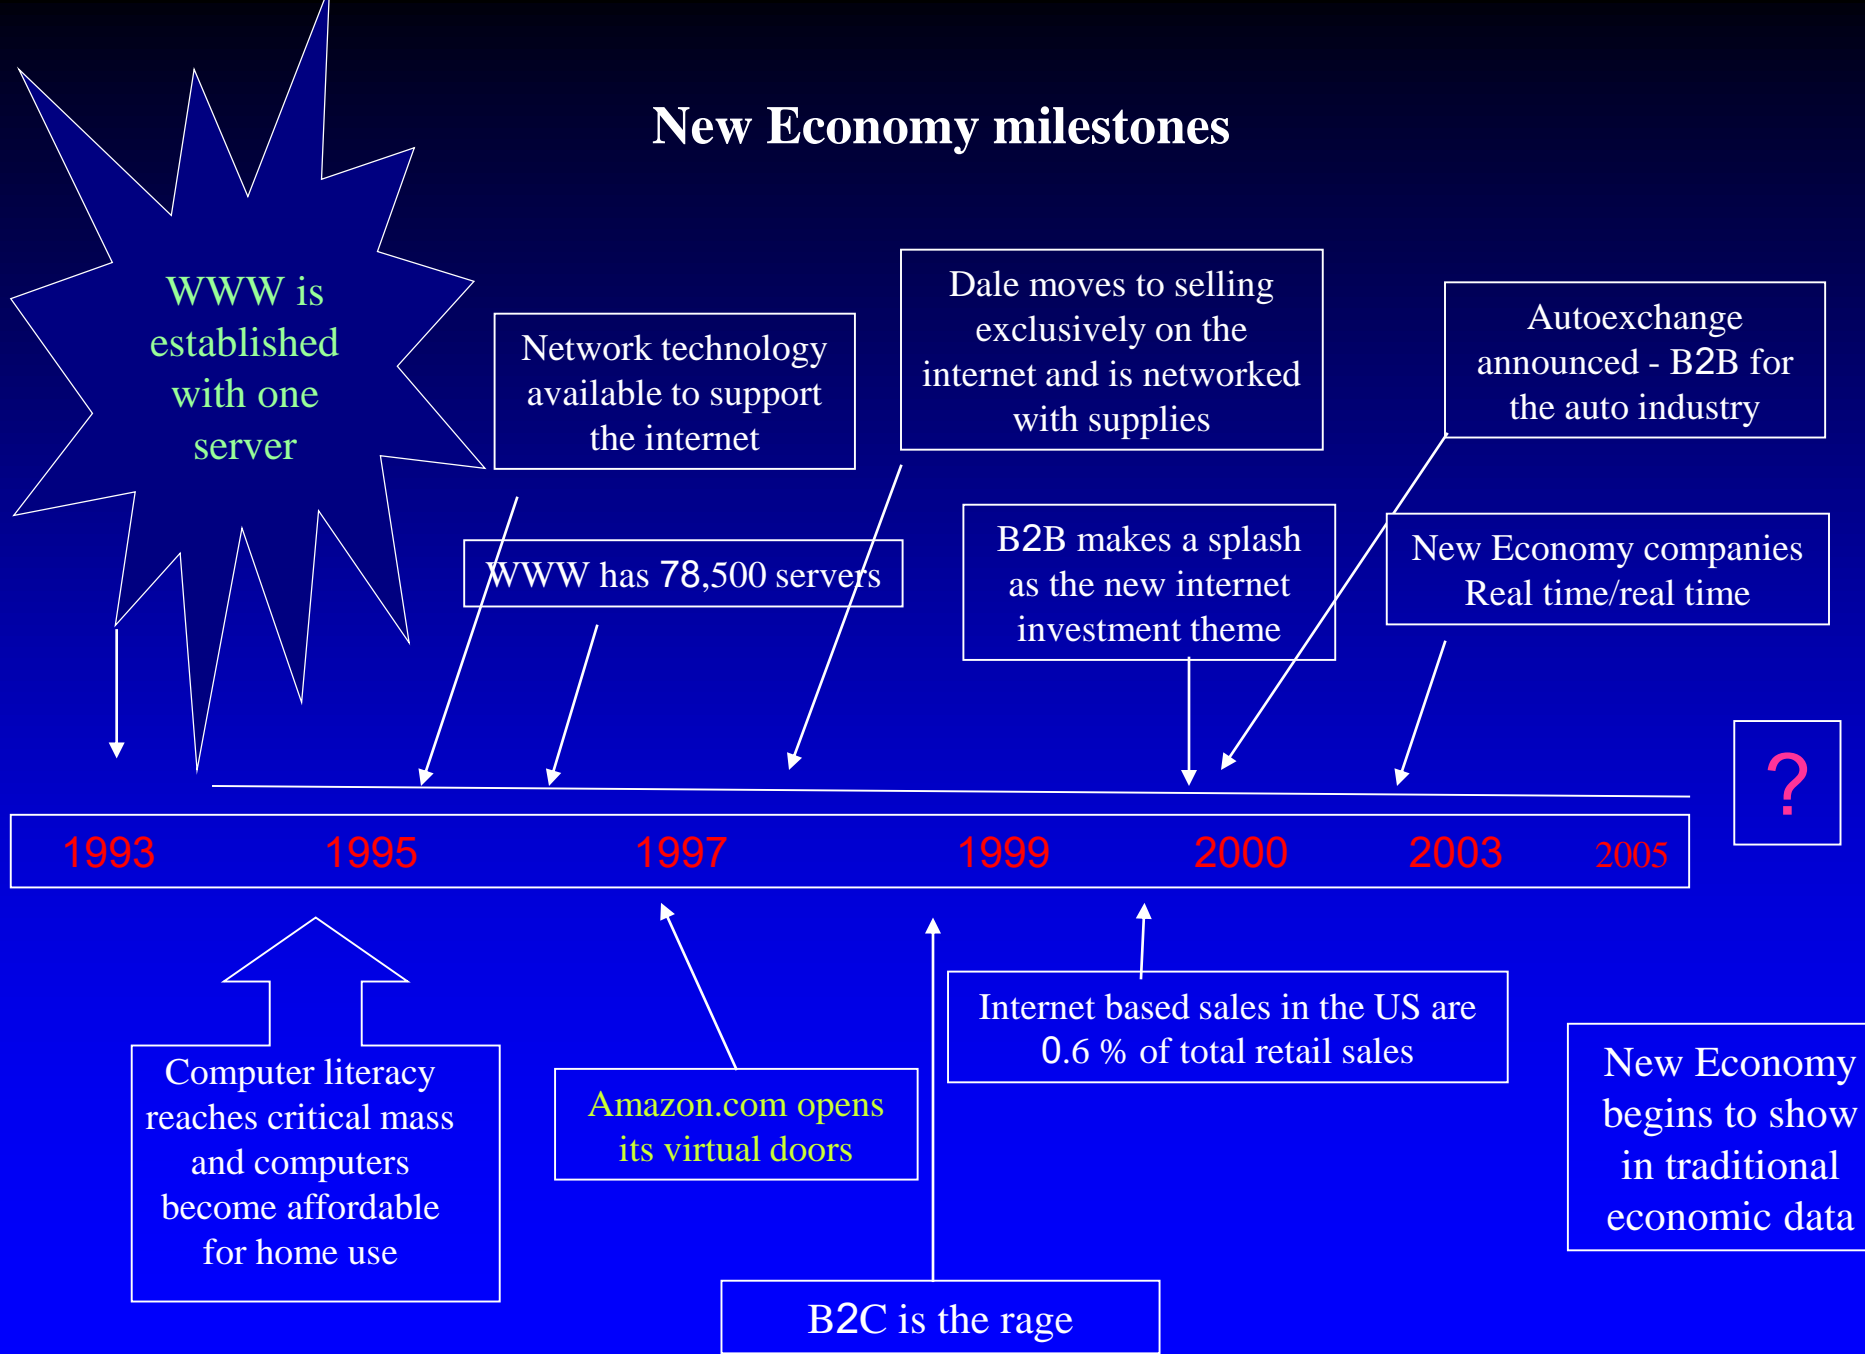 New Economy milestones
WWW is
established
with one
server
Network technology
available to support
the internet
Dale moves to selling
exclusively on the
internet and is networked
with supplies
Autoexchange
announced - B2B for
the auto industry
WWW has 78,500 servers
B2B makes a splash
as the new internet
investment theme
New Economy companies
Real time/real time
?
1993 1995 1997 1999 2000 2003 2005
Computer literacy
reaches critical mass
and computers
become affordable
for home use
Amazon.com opens
its virtual doors
Internet based sales in the US are
0.6 % of total retail sales
New Economy
begins to show
in traditional
economic data
B2C is the rage